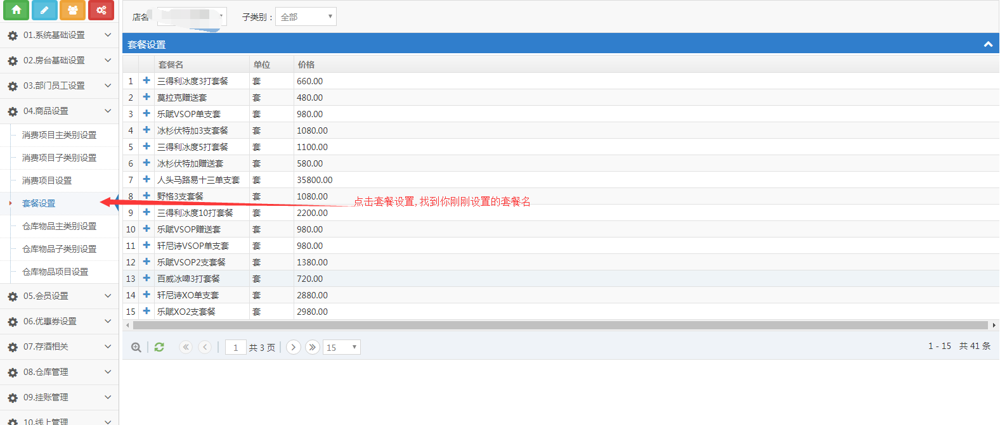 店名
子类别：
全部
01.系统基础设置
02.房台基础设置
03.部门员工设置
04.商品设置
消费项目主类别设置
消费项目子类别设置
消费项目设置
套餐设置
仓库物品主类别设置
仓库物品子类别设置
仓库物品项目设置
05.会员设置
06.优惠券设置
07.存酒相关
08.仓库管理
09.挂账管理
10.线上管理
套餐设置
套餐名 单位 价格
1 三得利冰度3打套餐 套 660.00
2 莫拉克赠送套 套 480.00
3 乐赋VSOP单支套 套 980.00
4 冰杉伏特加3支套餐 套 1080.00
5 三得利冰度5打套餐 套 1100.00
6 冰杉伏特加赠送套 套 580.00
7 人头马路易十三单支套 套 35800.00
8 野格3支套餐 套 1080.00
点击套餐设置,找到你刚刚设置的套餐名
9 三得利冰度10打套餐 套 2200.00
10 乐赋VSOP赠送套 套 980.00
11 轩尼诗VSOP单支套 套 980.00
12 乐赋VSOP2支套餐 套 1380.00
13 百威冰啤3打套餐 套 720.00
14 轩尼诗XO单支套 套 2880.00
15 乐赋XO2支套餐 套 2980.00
1 共 3 页 15
1 - 15 共 41 条